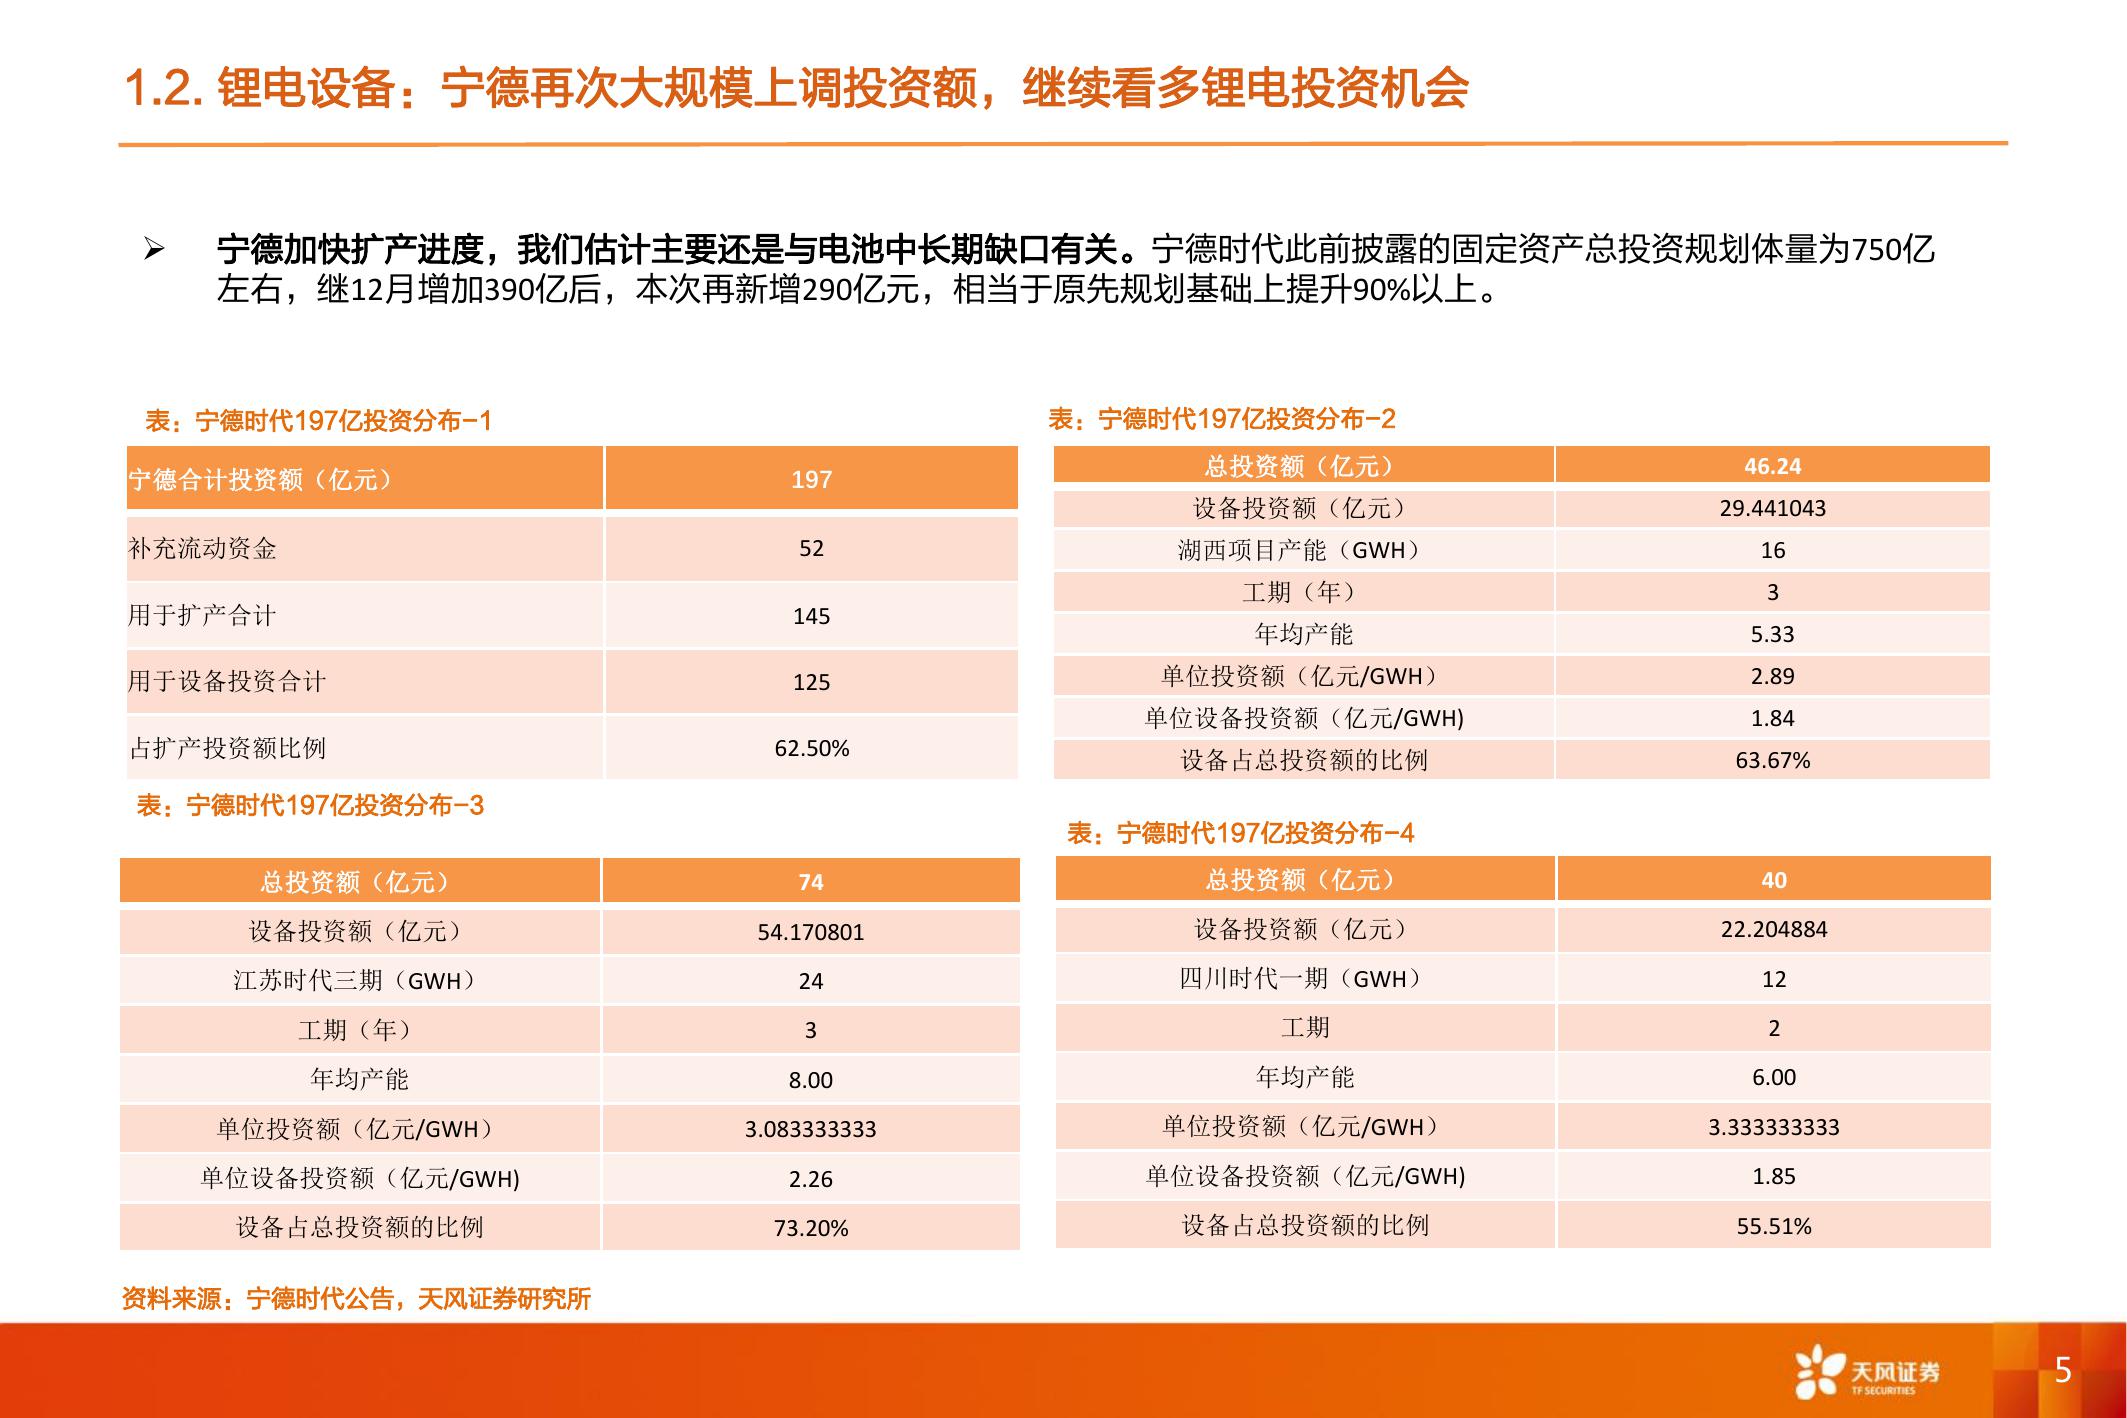 1.2. 锂电设备：宁德再次大规模上调投资额，继续看多锂电投资机会
宁德加快扩产进度，我们估计主要还是与电池中长期缺口有关。宁德时代此前披露的固定资产总投资规划体量为750亿
左右，继12月增加390亿后，本次再新增290亿元，相当于原先规划基础上提升90%以上。
表：宁德时代197亿投资分布-1
宁德合计投资额（亿元） 197
补充流动资金 52
用于扩产合计 145
用于设备投资合计 125
占扩产投资额比例 62.50%
表：宁德时代197亿投资分布-2
总投资额（亿元） 46.24
设备投资额（亿元） 29.441043
湖西项目产能（GWH） 16
工期（年） 3
年均产能 5.33
单位投资额（亿元/GWH） 2.89
单位设备投资额（亿元/GWH) 1.84
设备占总投资额的比例 63.67%
表：宁德时代197亿投资分布-3
总投资额（亿元） 74
设备投资额（亿元） 54.170801
江苏时代三期（GWH） 24
工期（年） 3
年均产能 8.00
单位投资额（亿元/GWH） 3.083333333
单位设备投资额（亿元/GWH) 2.26
设备占总投资额的比例 73.20%
表：宁德时代197亿投资分布-4
总投资额（亿元） 40
设备投资额（亿元） 22.204884
四川时代一期（GWH） 12
工期 2
年均产能 6.00
单位投资额（亿元/GWH） 3.333333333
单位设备投资额（亿元/GWH) 1.85
设备占总投资额的比例 55.51%
资料来源：宁德时代公告，天风证券研究所
天风证券
TF SECURITIES
5